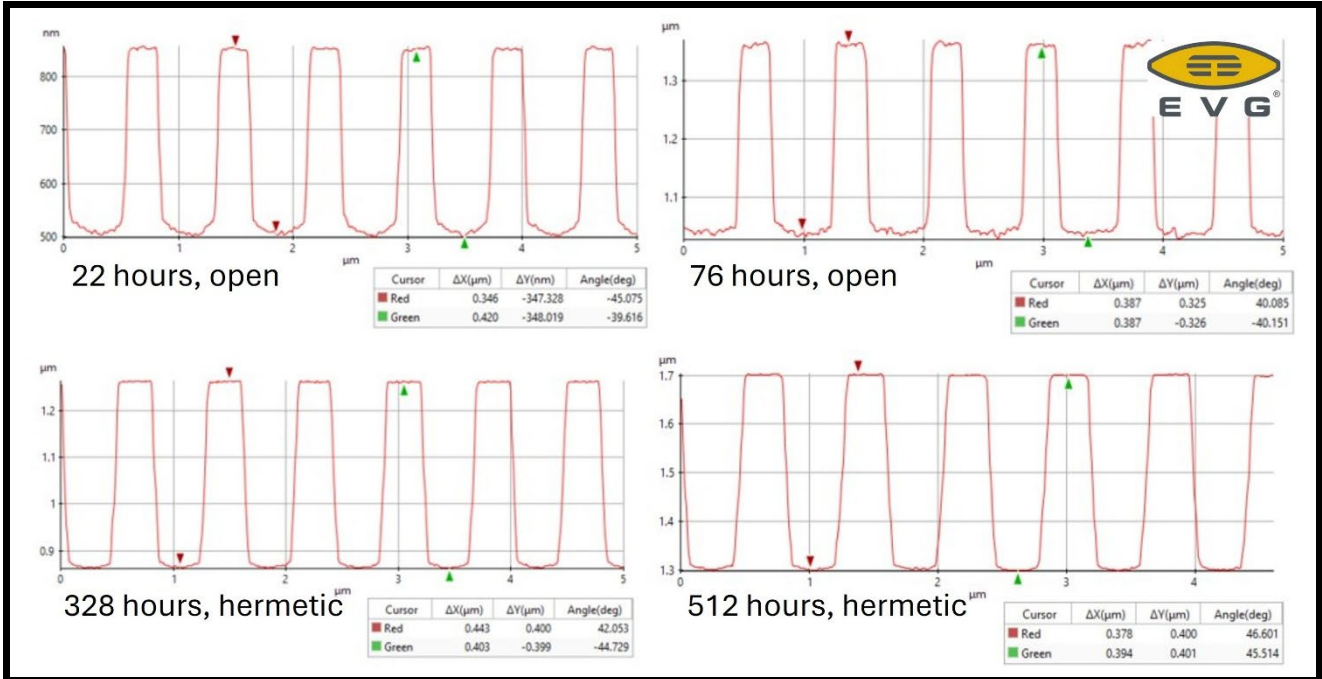 nm
800
700
600
500
0 1 2 3 4 5
µm
22 hours, open
Cursor ΔX(µm) ΔY(nm) Angle(deg)
Red 0.346 -347.328 -45.075
Green 0.420 -348.019 -39.616
µm
1.3
1.2
1.1
0 1 2 3 4 5
µm
EVG®
76 hours, open
Cursor ΔX(µm) ΔY(µm) Angle(deg)
Red 0.387 0.325 40.085
Green 0.387 -0.326 -40.151
µm
1.2
1.1
1
0.9
0 1 2 3 4 5
µm
328 hours, hermetic
Cursor ΔX(µm) ΔY(µm) Angle(deg)
Red 0.443 0.400 42.053
Green 0.403 -0.399 -44.729
µm
1.7
1.6
1.5
1.4
1.3
0 1 2 3 4
µm
512 hours, hermetic
Cursor ΔX(µm) ΔY(µm) Angle(deg)
Red 0.378 0.400 46.601
Green 0.394 0.401 45.514